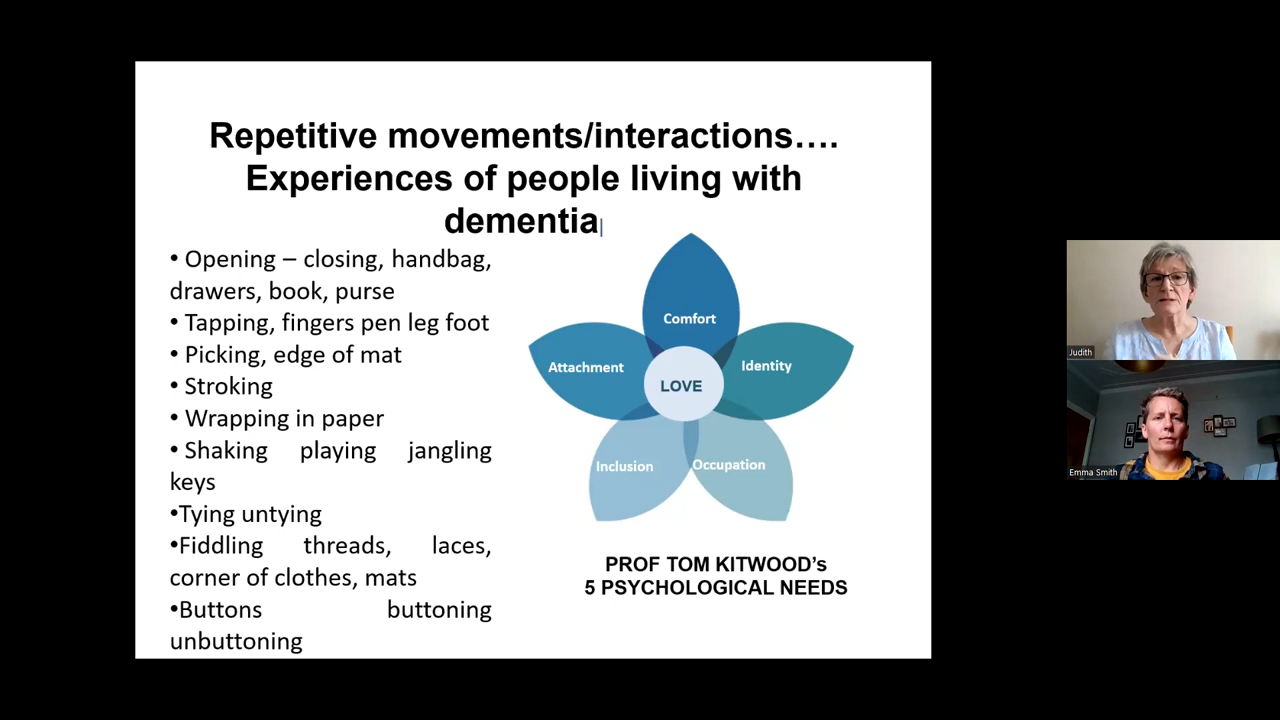 Repetitive movements/interactions….
Experiences of people living with
dementia
• Opening – closing, handbag,
drawers, book, purse
• Tapping, fingers pen leg foot
• Picking, edge of mat
• Stroking
• Wrapping in paper
• Shaking playing jangling
keys
•Tying untying
•Fiddling threads, laces,
corner of clothes, mats
•Buttons buttoning
unbuttoning
Comfort
Attachment
Identity
LOVE
Inclusion
Occupation
PROF TOM KITWOOD’s
5 PSYCHOLOGICAL NEEDS
Judith
Emma Smith